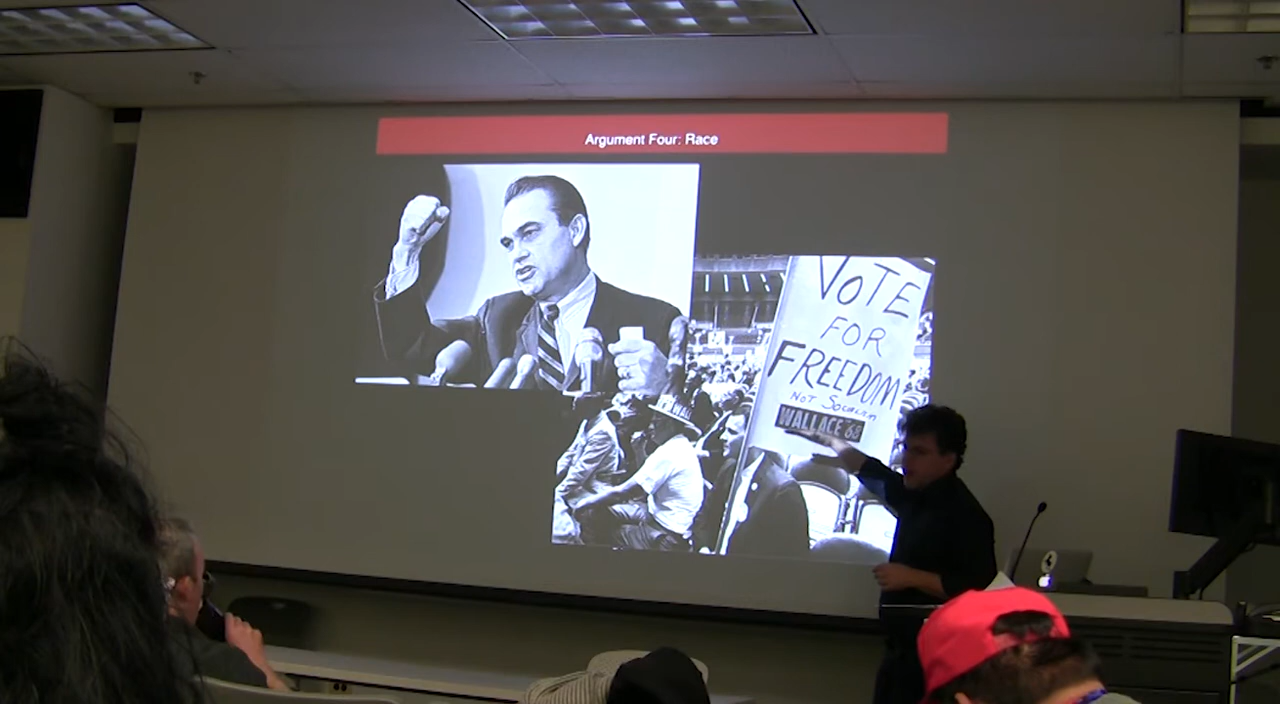 Argument Four: Race
VOTE
FOR
FREEDOM
NOT SOCIALISM
WALLACE '68